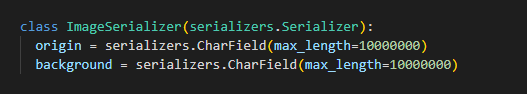 class ImageSerializer(serializers.Serializer):
  origin = serializers.CharField(max_length=10000000)
  background = serializers.CharField(max_length=10000000)